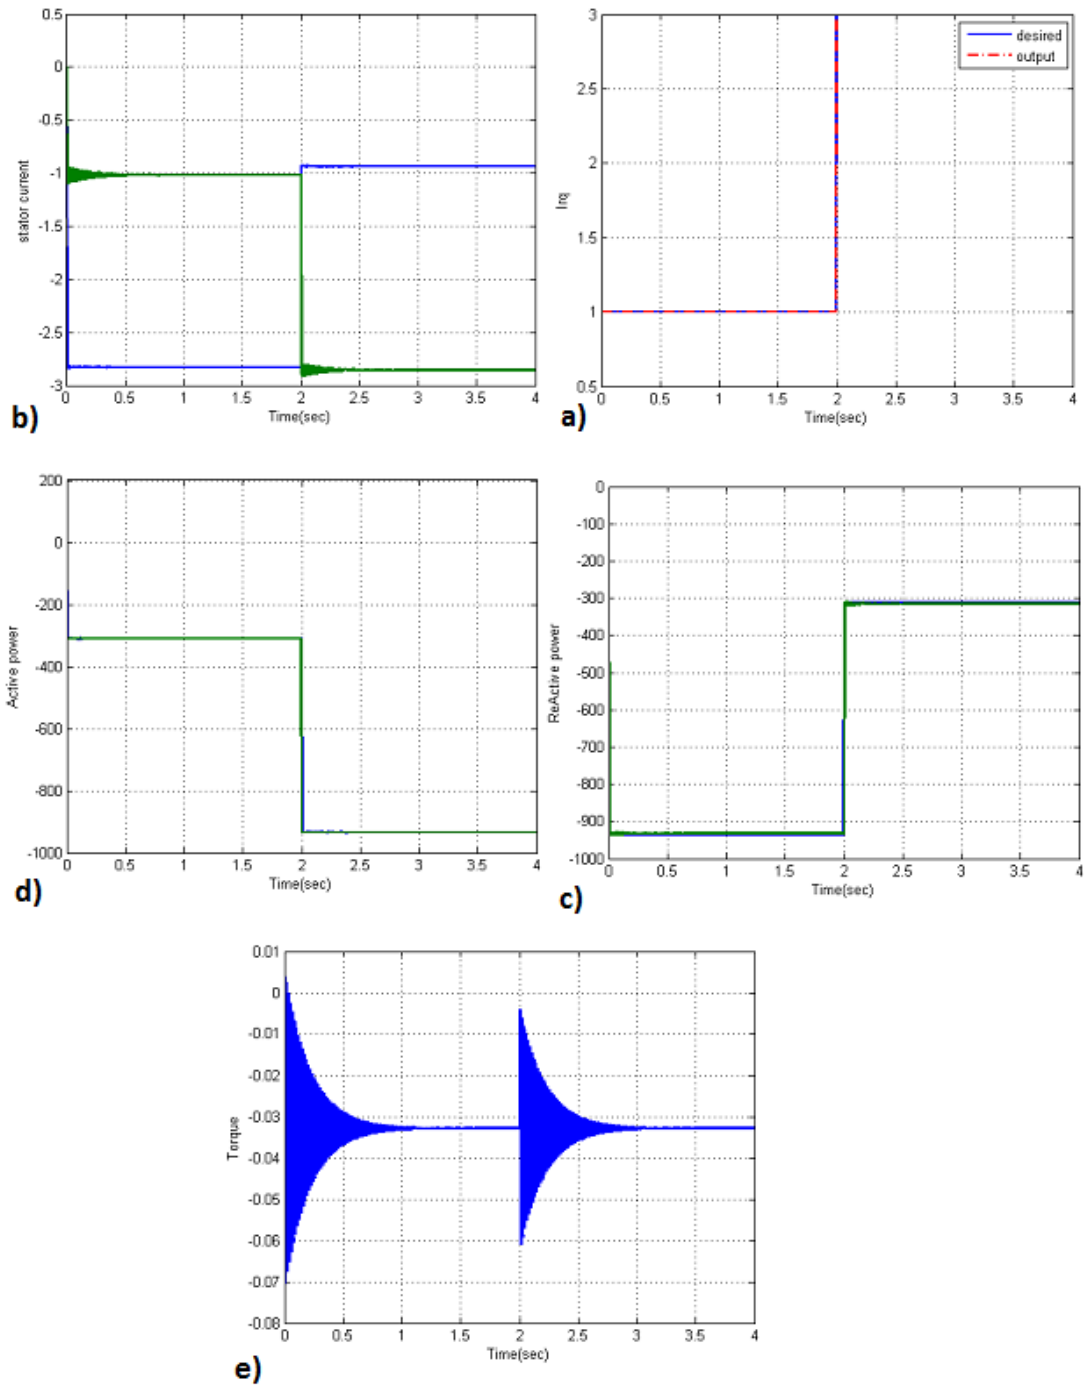 0.5
0
-0.5
-1
-1.5
-2
-2.5
-3
stator current
0 0.5 1 1.5 2 2.5 3 3.5 4
Time(sec)
b)
3
2.5
2
1.5
1
0.5
Irq
desired
output
0 0.5 1 1.5 2 2.5 3 3.5 4
Time(sec)
a)
200
0
-200
-400
-600
-800
-1000
Active power
0 0.5 1 1.5 2 2.5 3 3.5 4
Time(sec)
d)
0
-100
-200
-300
-400
-500
-600
-700
-800
-900
-1000
ReActive power
0 0.5 1 1.5 2 2.5 3 3.5 4
Time(sec)
c)
0.01
0
-0.01
-0.02
-0.03
-0.04
-0.05
-0.06
-0.07
-0.08
Torque
0 0.5 1 1.5 2 2.5 3 3.5 4
Time(sec)
e)